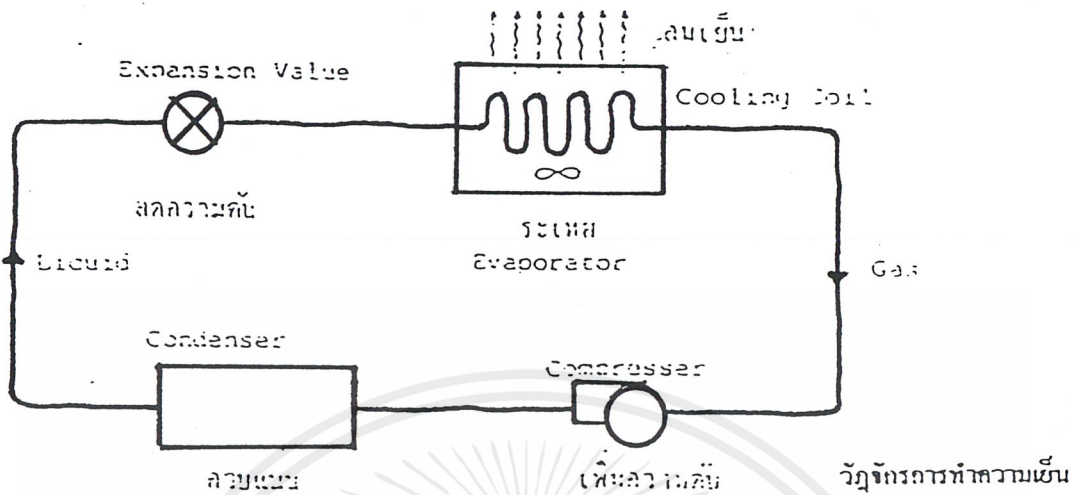 ลมเย็น
Expansion Value
Cooling Coil
ลดความดัน
ระเหย
Evaporator
Liquid
Gas
Condenser
Compresser
ควบแน่น
เพิ่มความดัน
วัฎจักรการทำความเย็น